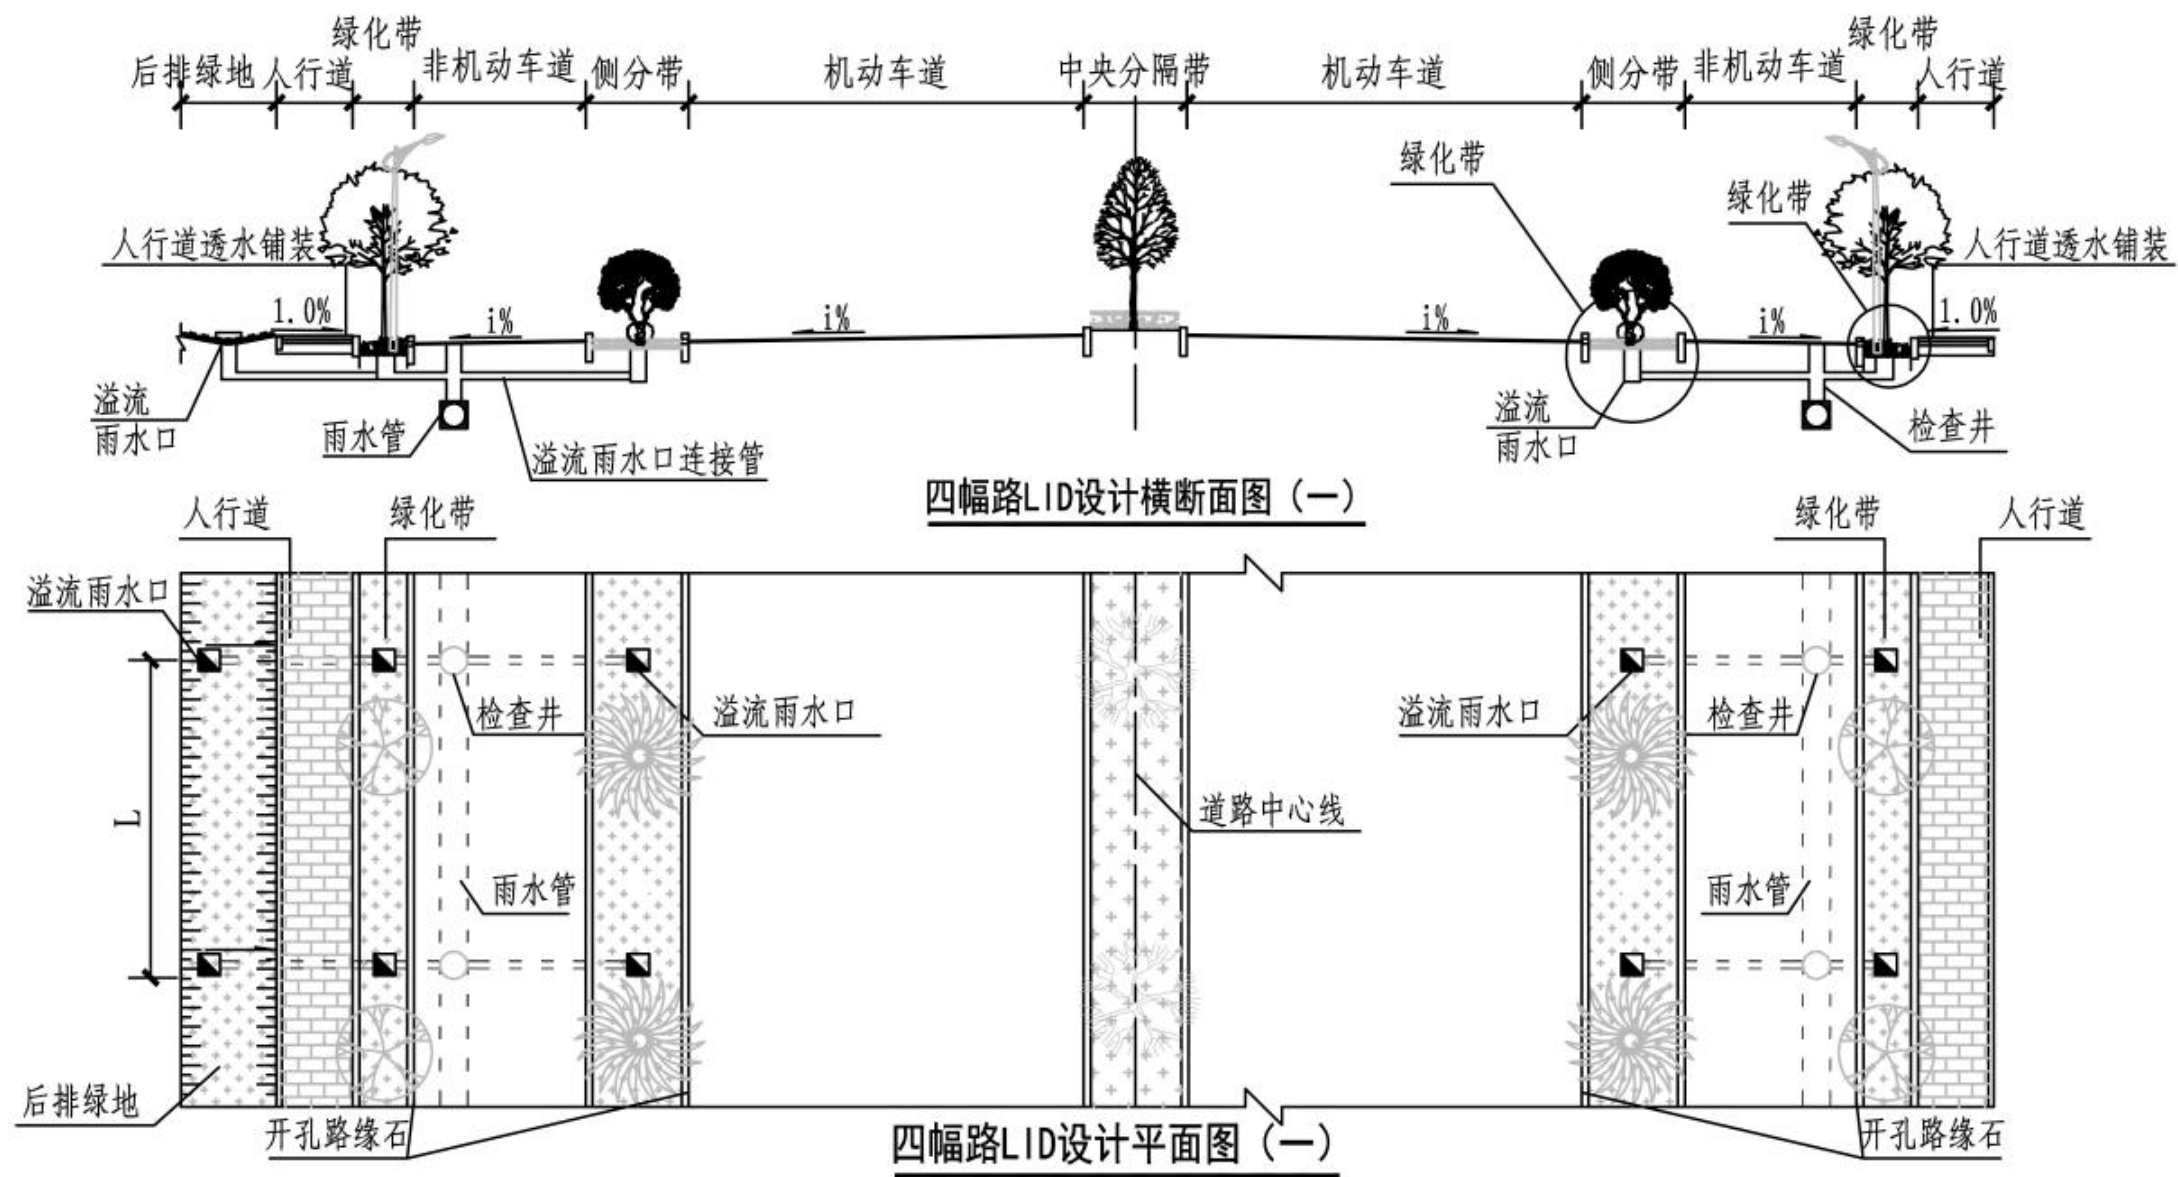 绿化带
绿化带
后排绿地
人行道
非机动车道
侧分带
机动车道
中央分隔带
机动车道
侧分带
非机动车道
人行道
绿化带
绿化带
人行道透水铺装
人行道透水铺装
1.0%
i%
i%
i%
i%
1.0%
溢流
雨水口
雨水管
溢流雨水口连接管
溢流
雨水口
检查井
四幅路LID设计横断面图（一）
人行道
绿化带
绿化带
人行道
溢流雨水口
检查井
溢流雨水口
溢流雨水口
检查井
L
道路中心线
雨水管
雨水管
后排绿地
开孔路缘石
四幅路LID设计平面图（一）
开孔路缘石